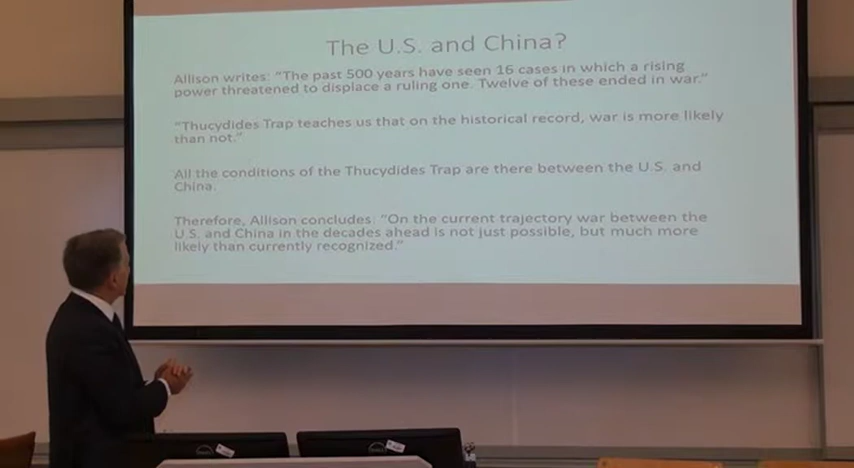 The U.S. and China?
Allison writes: “The past 500 years have seen 16 cases in which a rising
power threatened to displace a ruling one. Twelve of these ended in war.”
“Thucydides Trap teaches us that on the historical record, war is more likely
than not.”
All the conditions of the Thucydides Trap are there between the U.S. and
China.
Therefore, Allison concludes: “On the current trajectory war between the
U.S. and China in the decades ahead is not just possible, but much more
likely than currently recognized.”
DELL